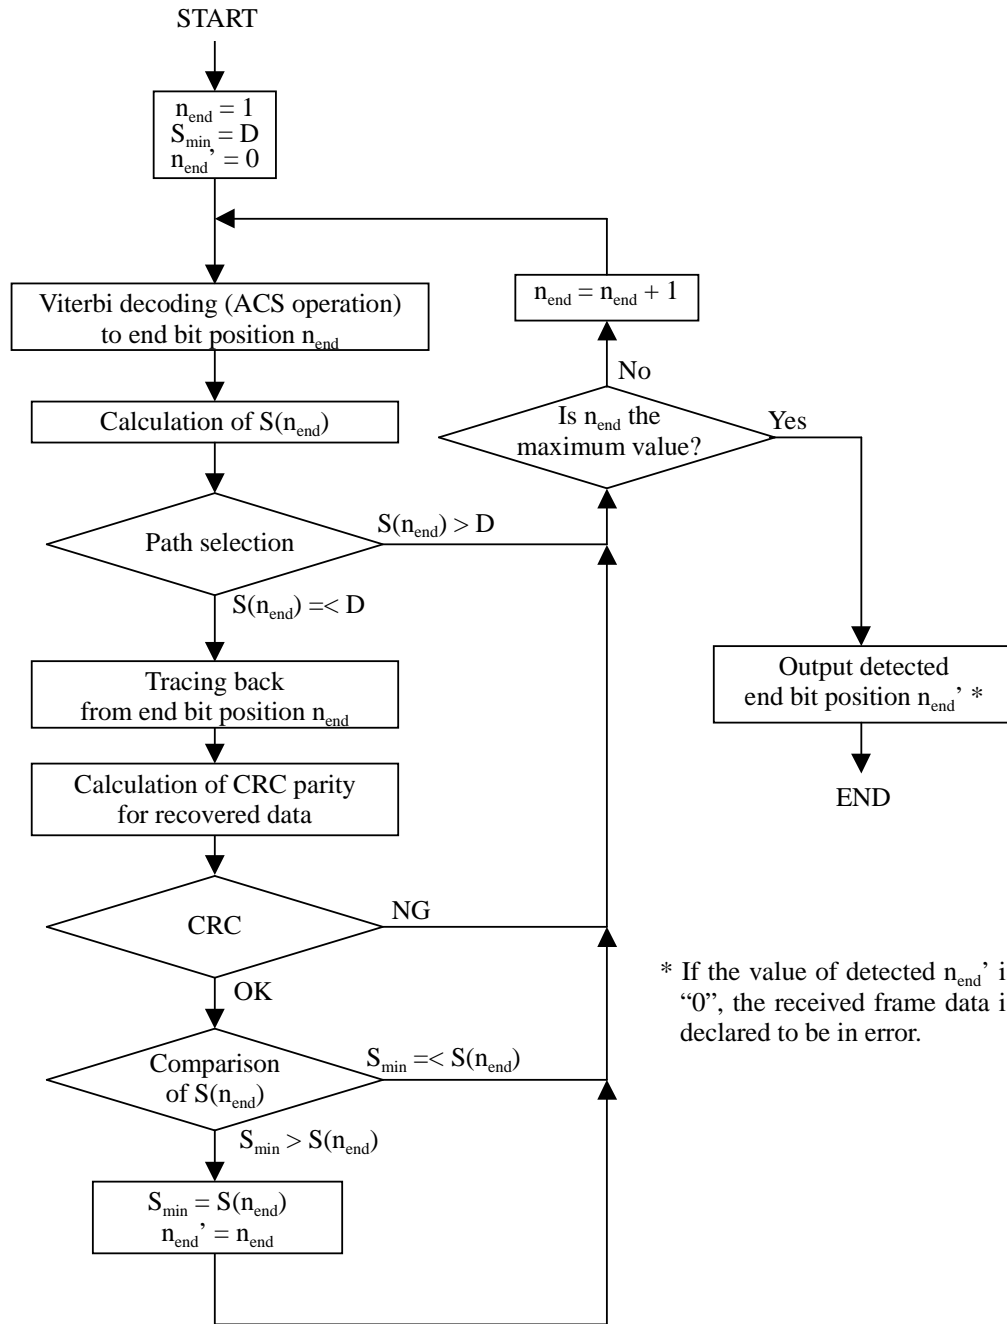 START
n_end = 1
S_min = D
n_end’ = 0
Viterbi decoding (ACS operation)
to end bit position n_end
n_end = n_end + 1
No
Calculation of S(n_end)
Is n_end the
maximum value?
Yes
Path selection
S(n_end) > D
S(n_end) =< D
Tracing back
from end bit position n_end
Output detected
end bit position n_end’ *
Calculation of CRC parity
for recovered data
END
CRC
NG
OK
* If the value of detected n_end’ i
“0”, the received frame data i
declared to be in error.
Comparison
of S(n_end)
S_min =< S(n_end)
S_min > S(n_end)
S_min = S(n_end)
n_end’ = n_end